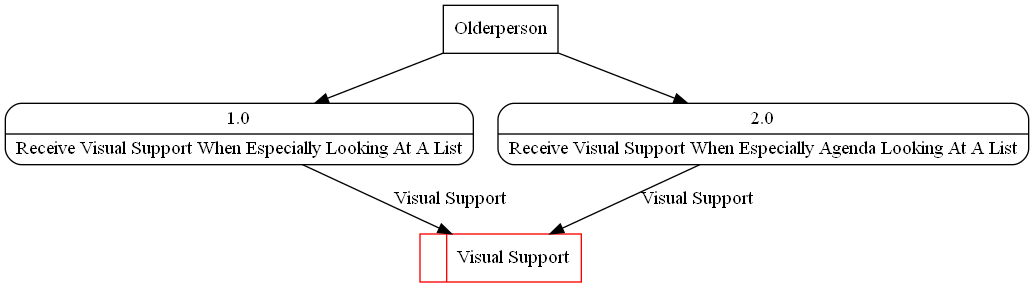 Olderperson
1.0
Receive Visual Support When Especially Looking At A List
2.0
Receive Visual Support When Especially Agenda Looking At A List
Visual Support
Visual Support
Visual Support